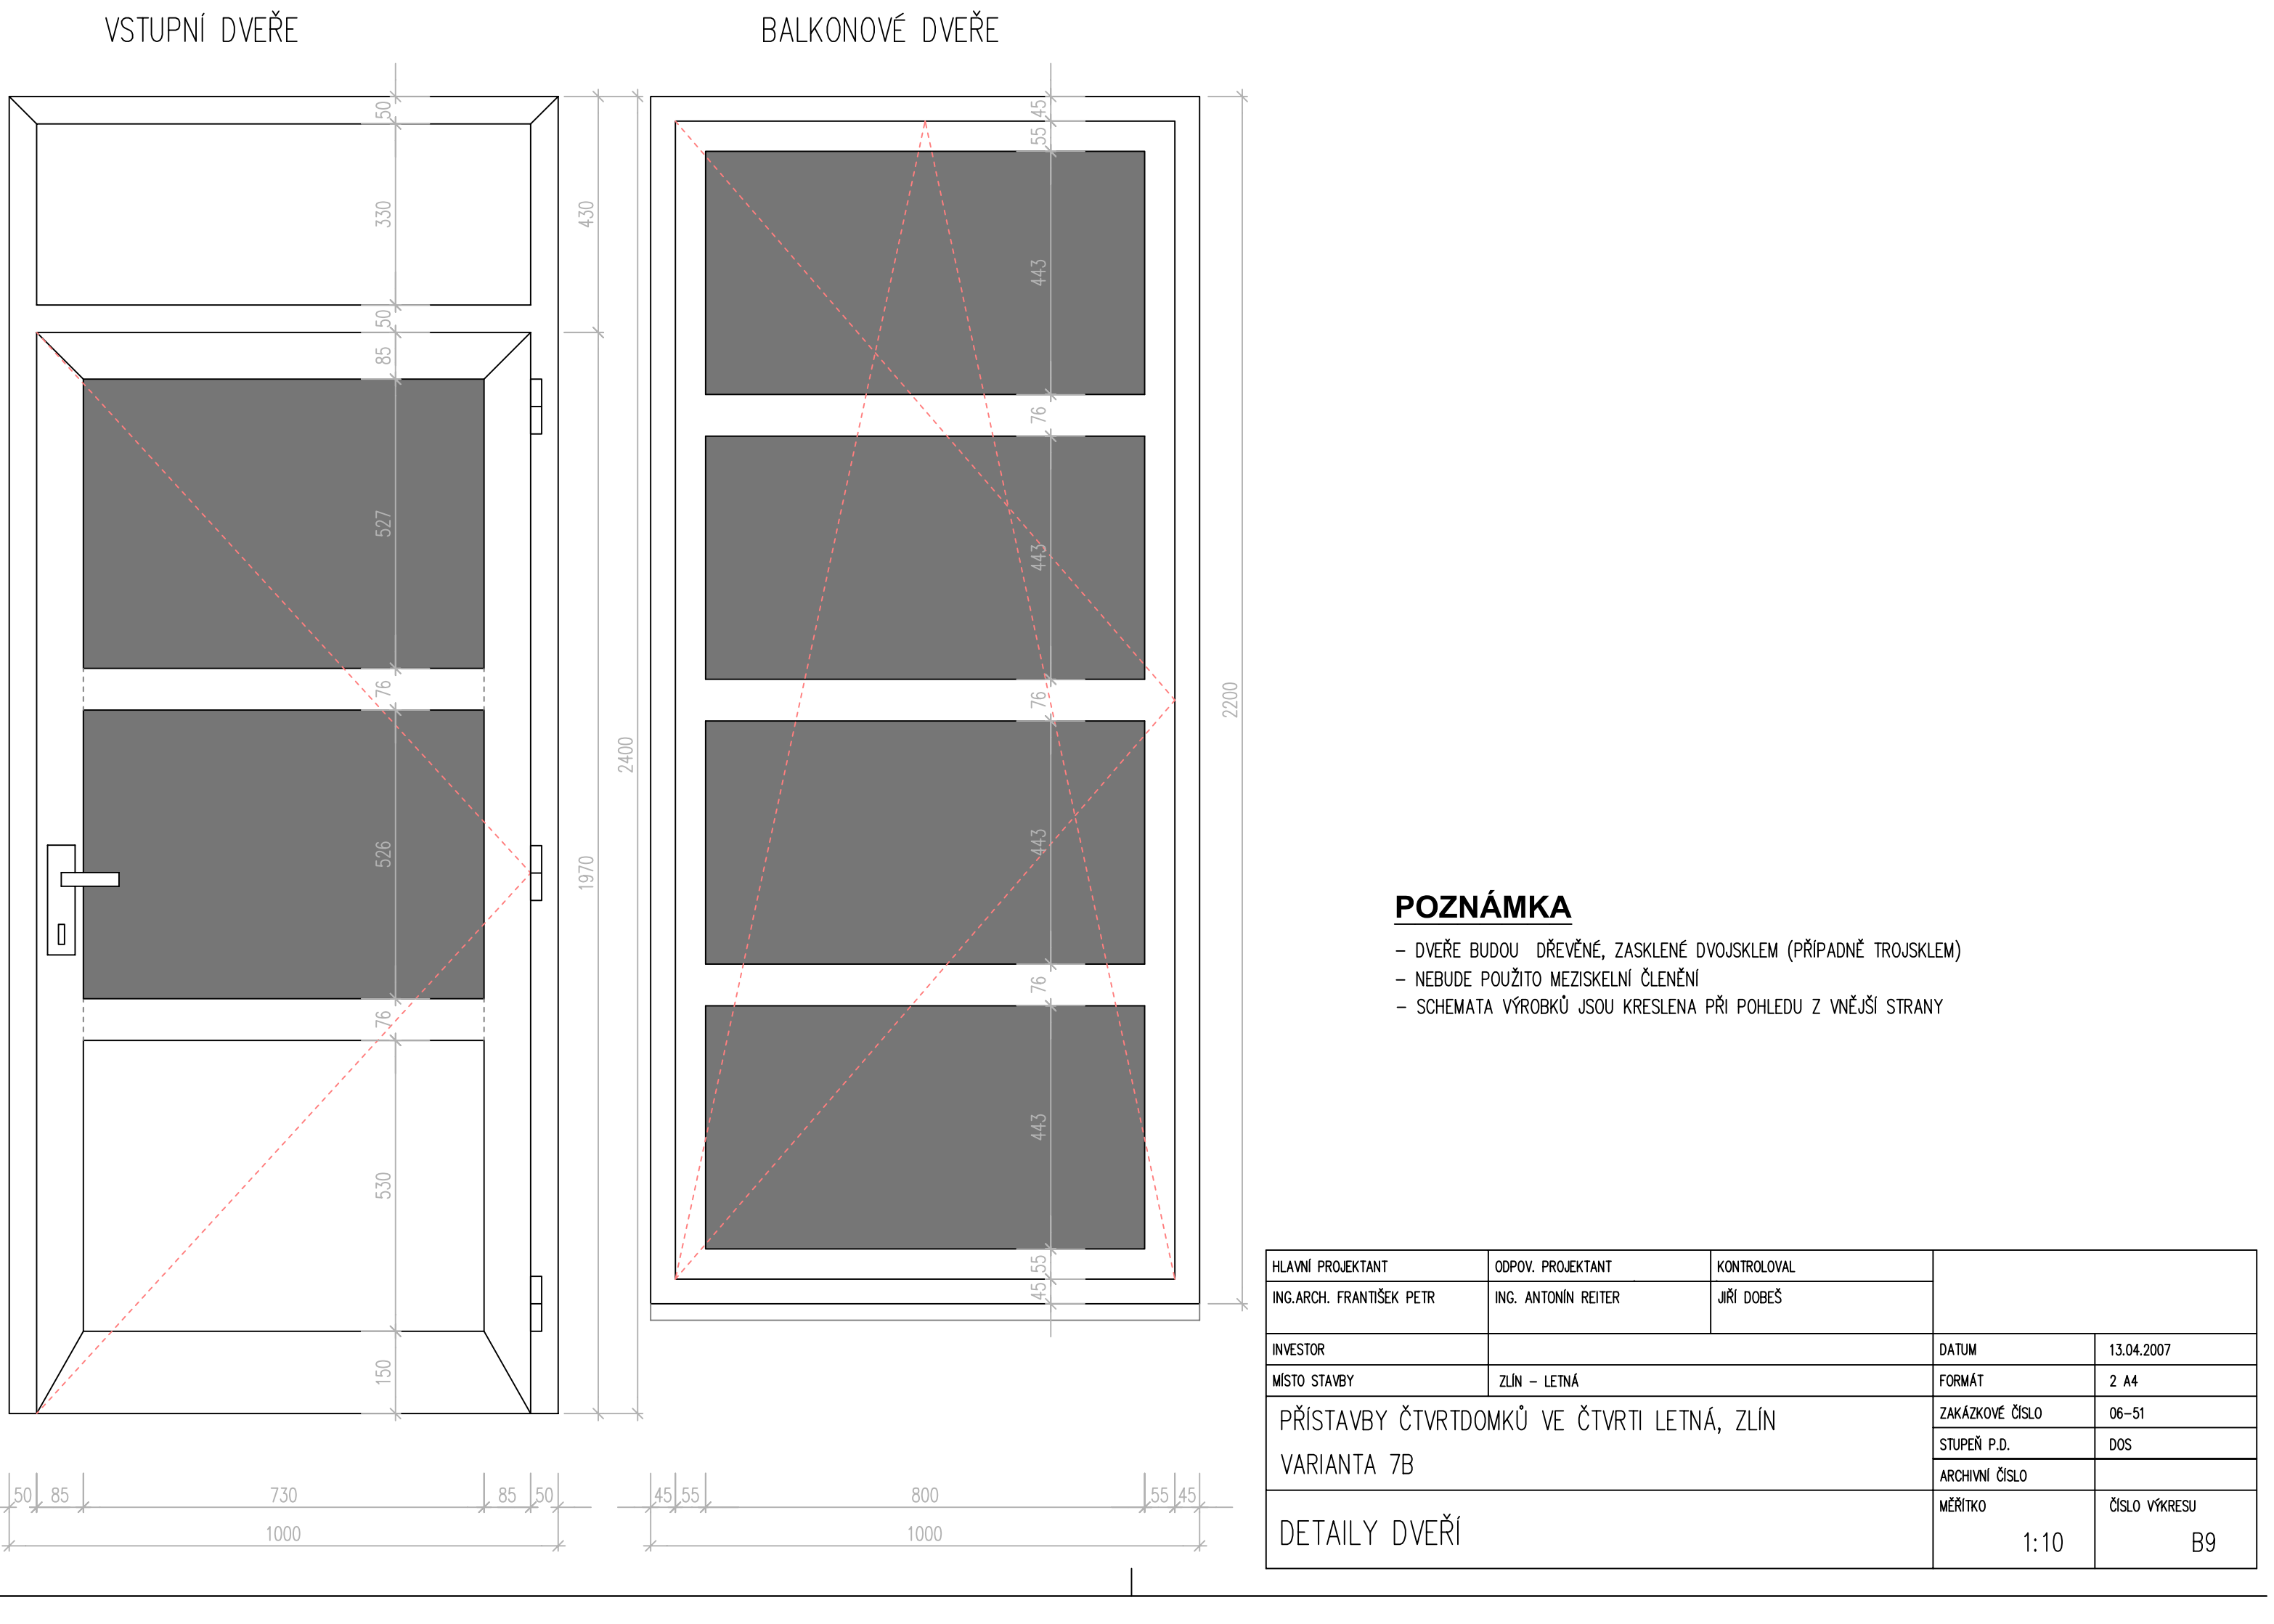 VSTUPNÍ DVEŘE
50
330
50
85
527
76
526
76
530
150
430
1970
2400
50 85 730 85 50
1000
BALKONOVÉ DVEŘE
45
55
443
76
443
76
443
76
443
55
45
2200
45 55 800 55 45
1000
POZNÁMKA
– DVEŘE BUDOU DŘEVĚNÉ, ZASKLENÉ DVOJSKLEM (PŘÍPADNĚ TROJSKLEM)
– NEBUDE POUŽITO MEZISKELNÍ ČLENĚNÍ
– SCHEMATA VÝROBKŮ JSOU KRESLENA PŘI POHLEDU Z VNĚJŠÍ STRANY
HLAVNÍ PROJEKTANT ODPOV. PROJEKTANT KONTROLOVAL
ING.ARCH. FRANTIŠEK PETR ING. ANTONÍN REITER JIŘÍ DOBEŠ
INVESTOR
DATUM 13.04.2007
MÍSTO STAVBY ZLÍN – LETNÁ
FORMÁT 2 A4
PŘÍSTAVBY ČTVRTDOMKŮ VE ČTVRTI LETNÁ, ZLÍN
VARIANTA 7B
ZAKÁZKOVÉ ČÍSLO 06–51
STUPEŇ P.D. DOS
ARCHIVNÍ ČÍSLO
DETAILY DVEŘÍ
MĚŘÍTKO
1:10
ČÍSLO VÝKRESU
B9